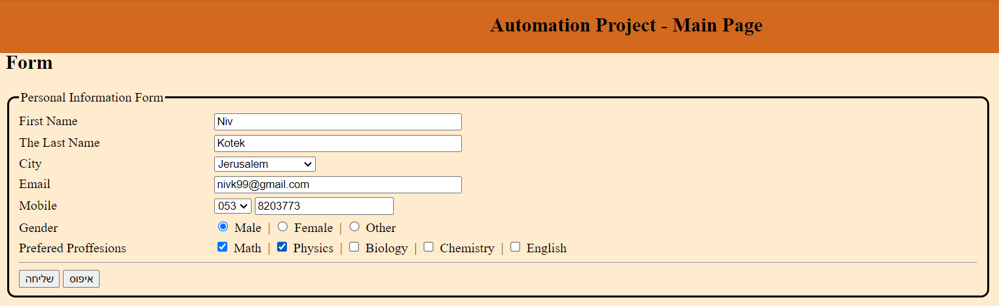 Automation Project - Main Page
Form
Personal Information Form
First Name Niv
The Last Name Kotek
City Jerusalem
Email nivk99@gmail.com
Mobile 053 8203773
Gender Male | Female | Other
Prefered Proffesions Math | Physics | Biology | Chemistry | English
שליחה איפוס